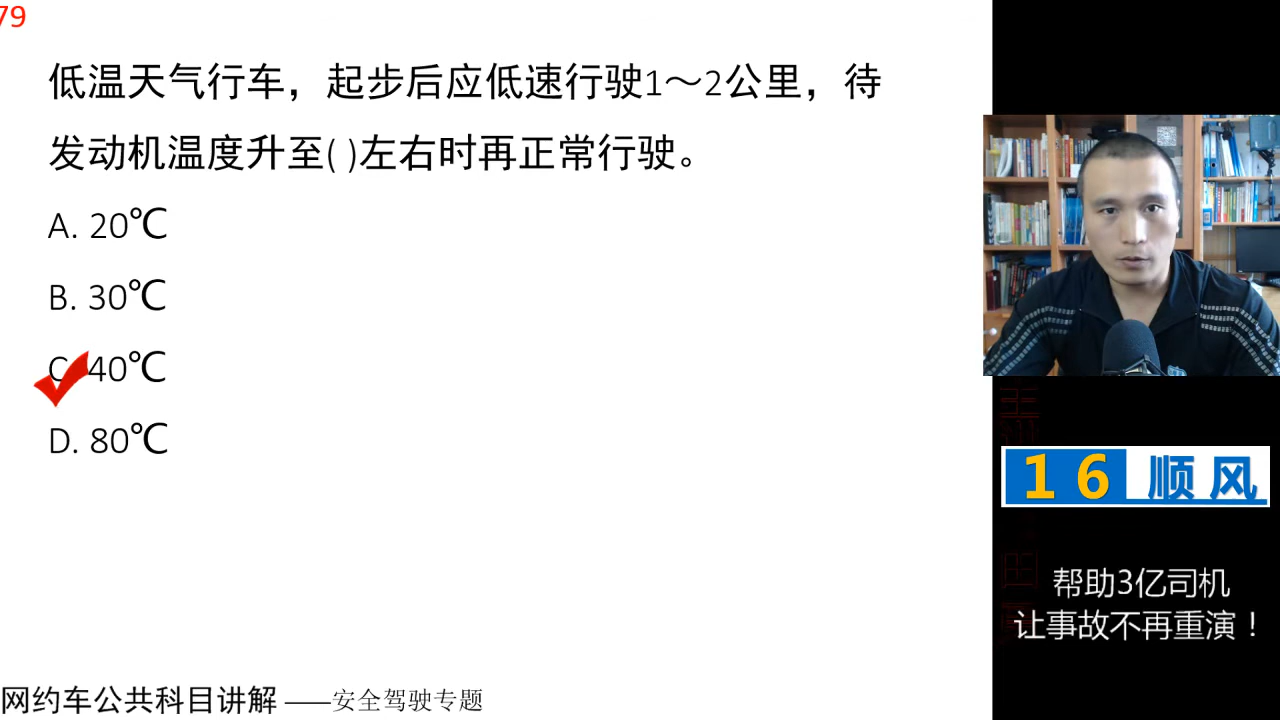 79
低温天气行车，起步后应低速行驶1～2公里，待
发动机温度升至( )左右时再正常行驶。
A. 20℃
B. 30℃
C. 40℃
D. 80℃
16 顺风
帮助3亿司机
让事故不再重演！
网约车公共科目讲解 ——安全驾驶专题